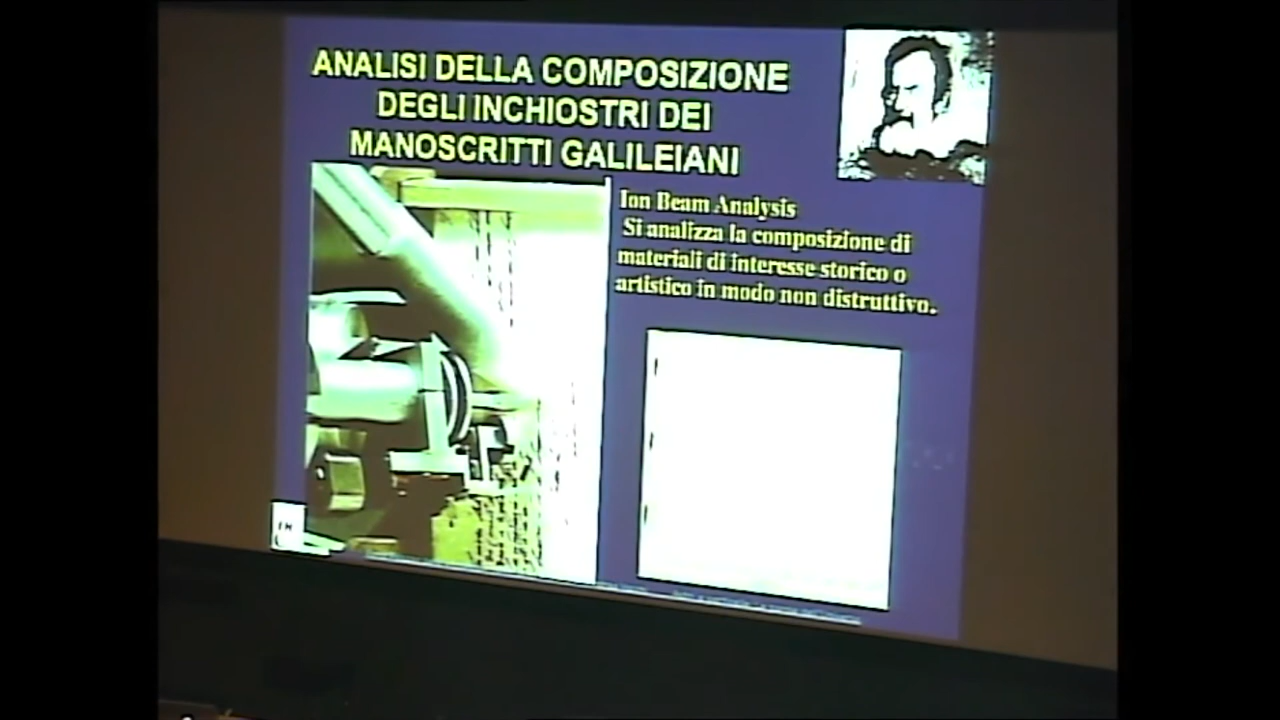 ANALISI DELLA COMPOSIZIONE
DEGLI INCHIOSTRI DEI
MANOSCRITTI GALILEIANI
Ion Beam Analysis
Si analizza la composizione di
materiali di interesse storico o
artistico in modo non distruttivo.